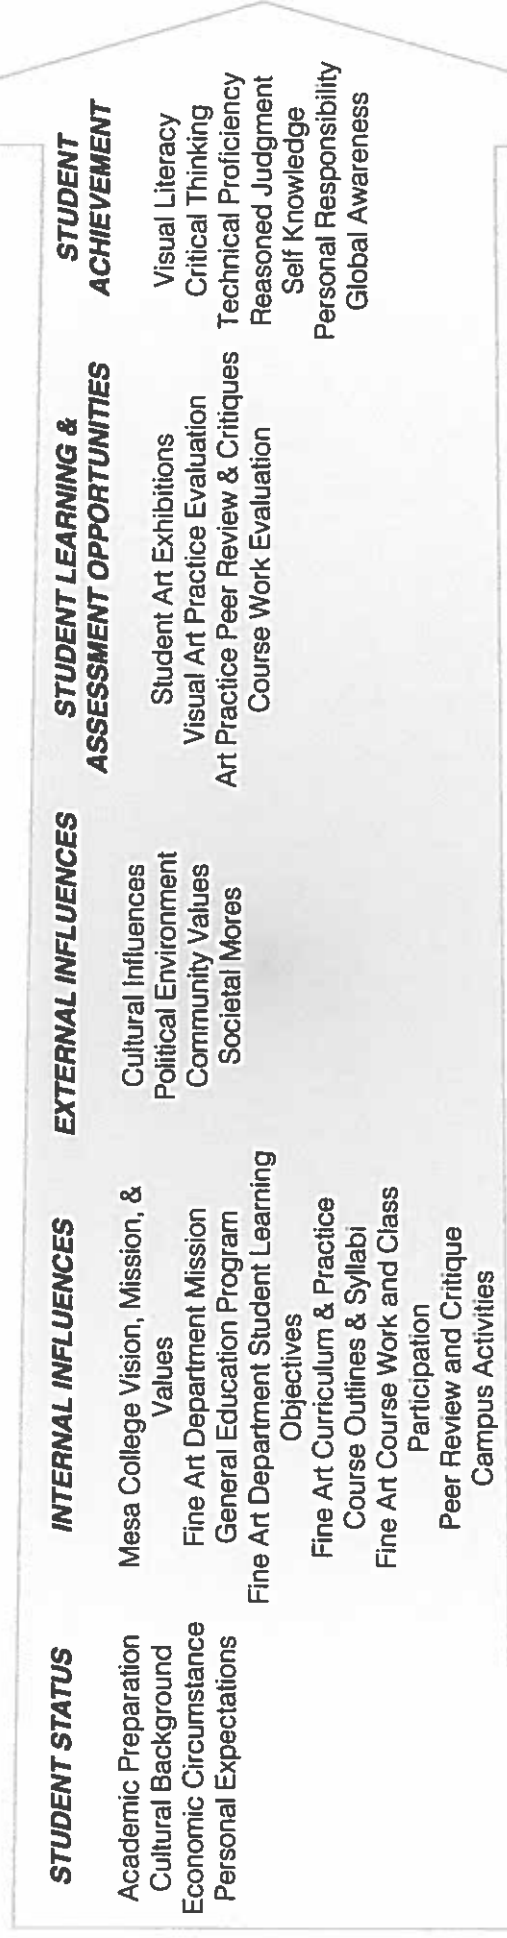 STUDENT STATUS
Academic Preparation
Cultural Background
Economic Circumstance
Personal Expectations
INTERNAL INFLUENCES
Mesa College Vision, Mission, &
Values
Fine Art Department Mission
General Education Program
Fine Art Department Student Learning
Objectives
Fine Art Curriculum & Practice
Course Outlines & Syllabi
Fine Art Course Work and Class
Participation
Peer Review and Critique
Campus Activities
EXTERNAL INFLUENCES
Cultural Influences
Political Environment
Community Values
Societal Mores
STUDENT LEARNING &
ASSESSMENT OPPORTUNITIES
Student Art Exhibitions
Visual Art Practice Evaluation
Art Practice Peer Review & Critiques
Course Work Evaluation
STUDENT
ACHIEVEMENT
Visual Literacy
Critical Thinking
Technical Proficiency
Reasoned Judgment
Self Knowledge
Personal Responsibility
Global Awareness